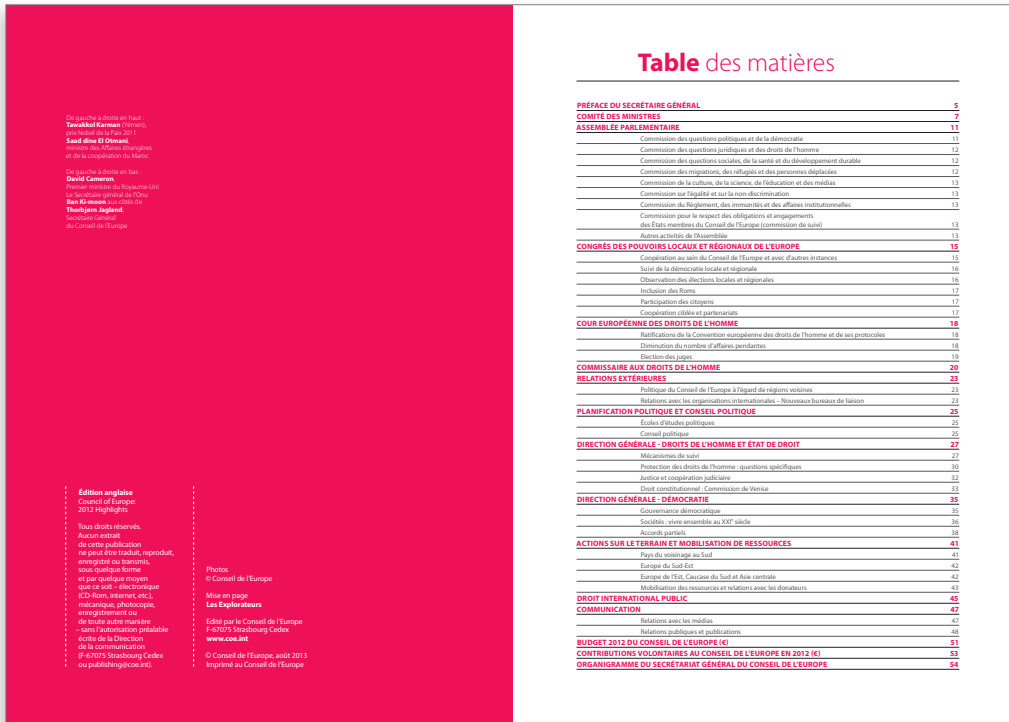 De gauche à droite en haut :
Tawakkol Karman (Yémen),
prix Nobel de la Paix 2011
Saad dine El Otmani,
ministre des Affaires étrangères
et de la coopération du Maroc
De gauche à droite en bas :
David Cameron,
Premier ministre du Royaume-Uni
Le Secrétaire général de l'Onu
Ban Ki-moon aux côtés de
Thorbjørn Jagland,
Secrétaire Général
du Conseil de l'Europe
Édition anglaise
Council of Europe:
2012 Highlights
Tous droits réservés.
Aucun extrait
de cette publication
ne peut être traduit, reproduit,
enregistré ou transmis,
sous quelque forme
et par quelque moyen
que ce soit – électronique
(CD-Rom, internet, etc.),
mécanique, photocopie,
enregistrement ou
de toute autre manière
– sans l'autorisation préalable
écrite de la Direction
de la communication
(F-67075 Strasbourg Cedex
ou publishing@coe.int).
Photos
© Conseil de l'Europe
Mise en page
Les Explorateurs
Edité par le Conseil de l'Europe
F-67075 Strasbourg Cedex
www.coe.int
© Conseil de l'Europe, août 2013
Imprimé au Conseil de l'Europe
Table des matières
PRÉFACE DU SECRÉTAIRE GÉNÉRAL 5
COMITÉ DES MINISTRES 7
ASSEMBLÉE PARLEMENTAIRE 11
Commission des questions politiques et de la démocratie 11
Commission des questions juridiques et des droits de l'homme 12
Commission des questions sociales, de la santé et du développement durable 12
Commission des migrations, des réfugiés et des personnes déplacées 12
Commission de la culture, de la science, de l'éducation et des médias 13
Commission sur l'égalité et sur la non-discrimination 13
Commission du Règlement, des immunités et des affaires institutionnelles 13
Commission pour le respect des obligations et engagements
des États membres du Conseil de l'Europe (commission de suivi) 13
Autres activités de l'Assemblée 13
CONGRÈS DES POUVOIRS LOCAUX ET RÉGIONAUX DE L'EUROPE 15
Coopération au sein du Conseil de l'Europe et avec d'autres instances 15
Suivi de la démocratie locale et régionale 16
Observation des élections locales et régionales 16
Inclusion des Roms 17
Participation des citoyens 17
Coopération ciblée et partenariats 17
COUR EUROPÉENNE DES DROITS DE L'HOMME 18
Ratifications de la Convention européenne des droits de l'homme et de ses protocoles 18
Diminution du nombre d'affaires pendantes 18
Election des juges 19
COMMISSAIRE AUX DROITS DE L'HOMME 20
RELATIONS EXTÉRIEURES 23
Politique du Conseil de l'Europe à l'égard de régions voisines 23
Relations avec les organisations internationales – Nouveaux bureaux de liaison 23
PLANIFICATION POLITIQUE ET CONSEIL POLITIQUE 25
Écoles d'études politiques 25
Conseil politique 25
DIRECTION GÉNÉRALE - DROITS DE L'HOMME ET ÉTAT DE DROIT 27
Mécanismes de suivi 27
Protection des droits de l'homme : questions spécifiques 30
Justice et coopération judiciaire 32
Droit constitutionnel : Commission de Venise 33
DIRECTION GÉNÉRALE - DÉMOCRATIE 35
Gouvernance démocratique 35
Sociétés : vivre ensemble au XXIe siècle 36
Accords partiels 38
ACTIONS SUR LE TERRAIN ET MOBILISATION DE RESSOURCES 41
Pays du voisinage au Sud 41
Europe du Sud-Est 42
Europe de l'Est, Caucase du Sud et Asie centrale 42
Mobilisation des ressources et relations avec les donateurs 43
DROIT INTERNATIONAL PUBLIC 45
COMMUNICATION 47
Relations avec les médias 47
Relations publiques et publications 48
BUDGET 2012 DU CONSEIL DE L'EUROPE (€) 51
CONTRIBUTIONS VOLONTAIRES AU CONSEIL DE L'EUROPE EN 2012 (€) 53
ORGANIGRAMME DU SECRÉTARIAT GÉNÉRAL DU CONSEIL DE L'EUROPE 54